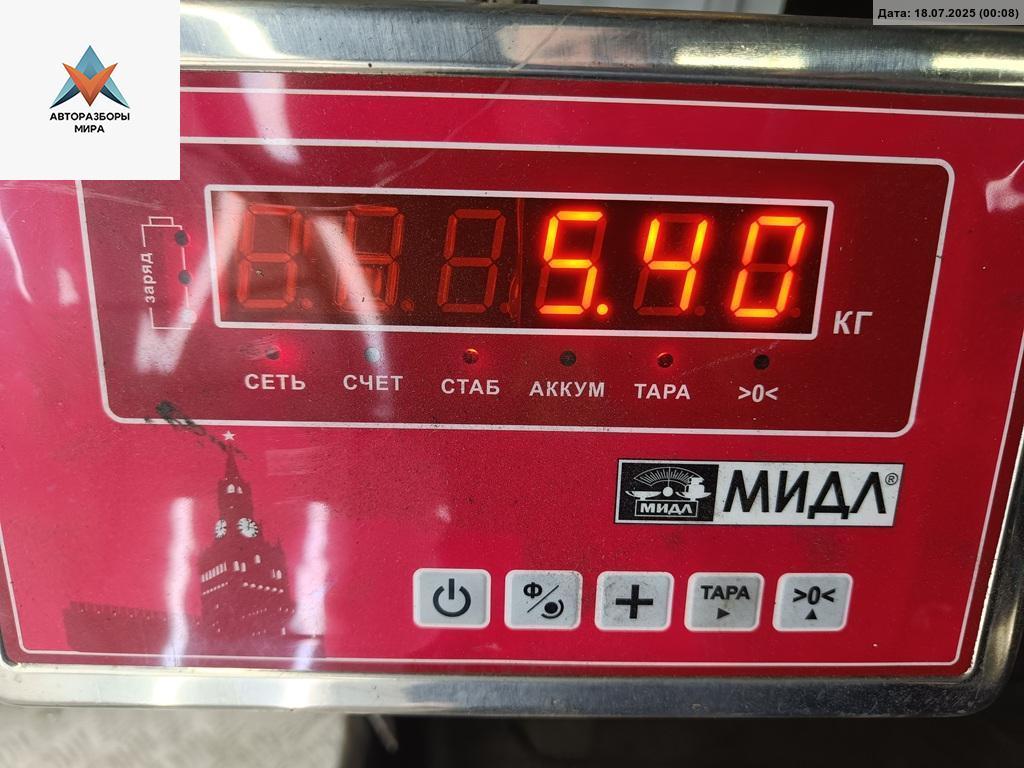 Дата: 18.07.2025 (00:08)
АВТОРАЗБОРЫ
МИРА
заряд
5.40
КГ
СЕТЬ СЧЕТ СТАБ АККУМ ТАРА >0<
МИДЛ МИДЛ®
Ф + ТАРА >0<